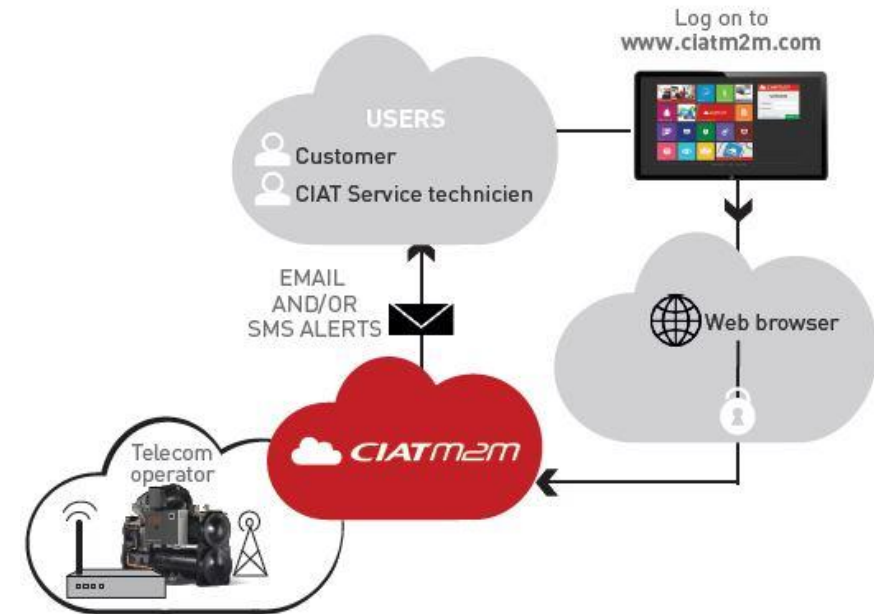 Log on to
www.ciatm2m.com
USERS
Customer
CIAT Service technicien
EMAIL
AND/OR
SMS ALERTS
Web browser
CIATM2M
Telecom
operator